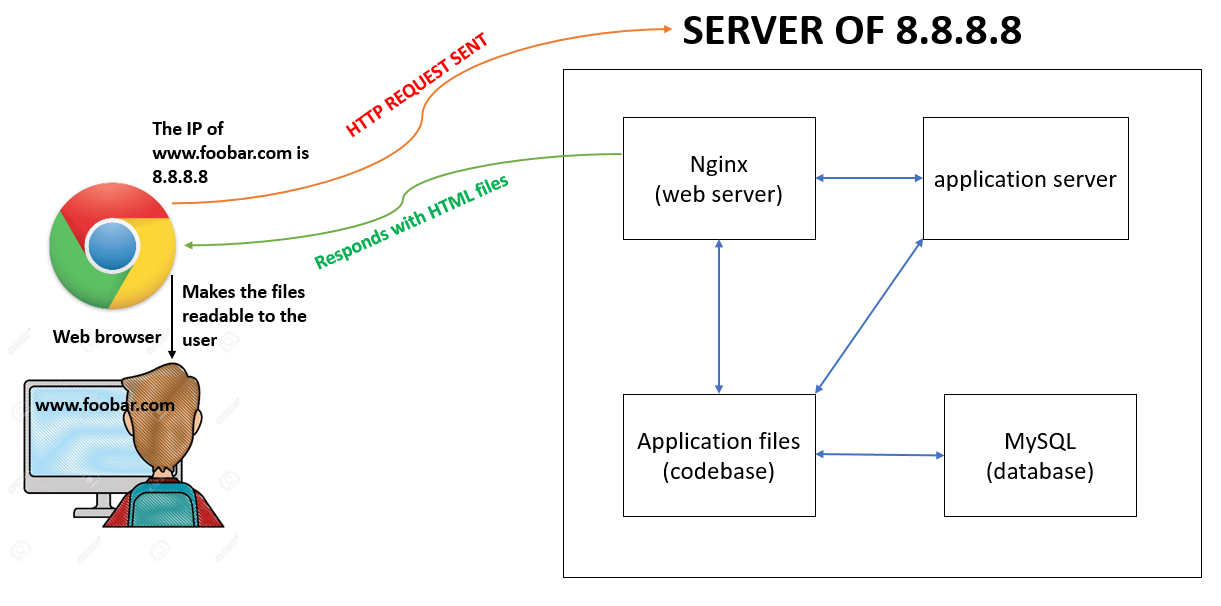 SERVER OF 8.8.8.8
HTTP REQUEST SENT
The IP of
www.foobar.com is
8.8.8.8
Responds with HTML files
Nginx
(web server)
application server
Makes the files
readable to the
user
Web browser
www.foobar.com
Application files
(codebase)
MySQL
(database)